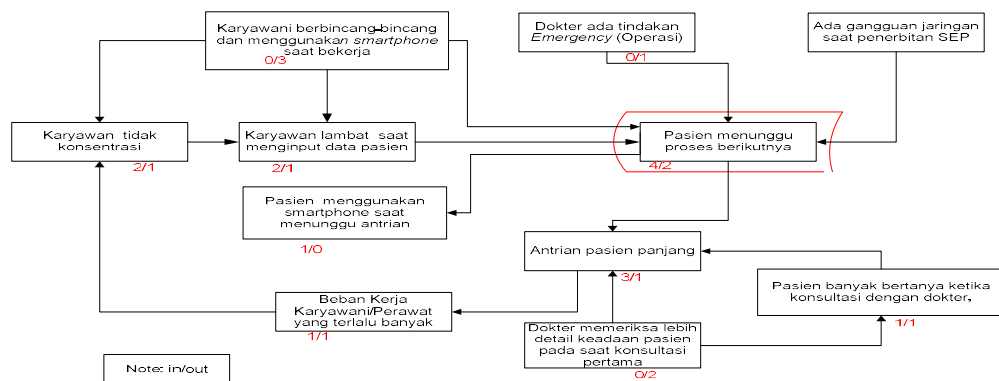 Karyawani berbincang-bincang
dan menggunakan smartphone
saat bekerja
0/3
Dokter ada tindakan
Emergency (Operasi)
0/1
Ada gangguan jaringan
saat penerbitan SEP
Karyawan tidak
konsentrasi
2/1
Karyawan lambat saat
menginput data pasien
2/1
Pasien menunggu
proses berikutnya
4/2
Pasien menggunakan
smartphone saat
menunggu antrian
1/0
Antrian pasien panjang
3/1
Pasien banyak bertanya ketika
konsultasi dengan dokter,
1/1
Beban Kerja
Karyawani/Perawat
yang terlalu banyak
1/1
Dokter memeriksa lebih
detail keadaan pasien
pada saat konsultasi
pertama
0/2
Note: in/out